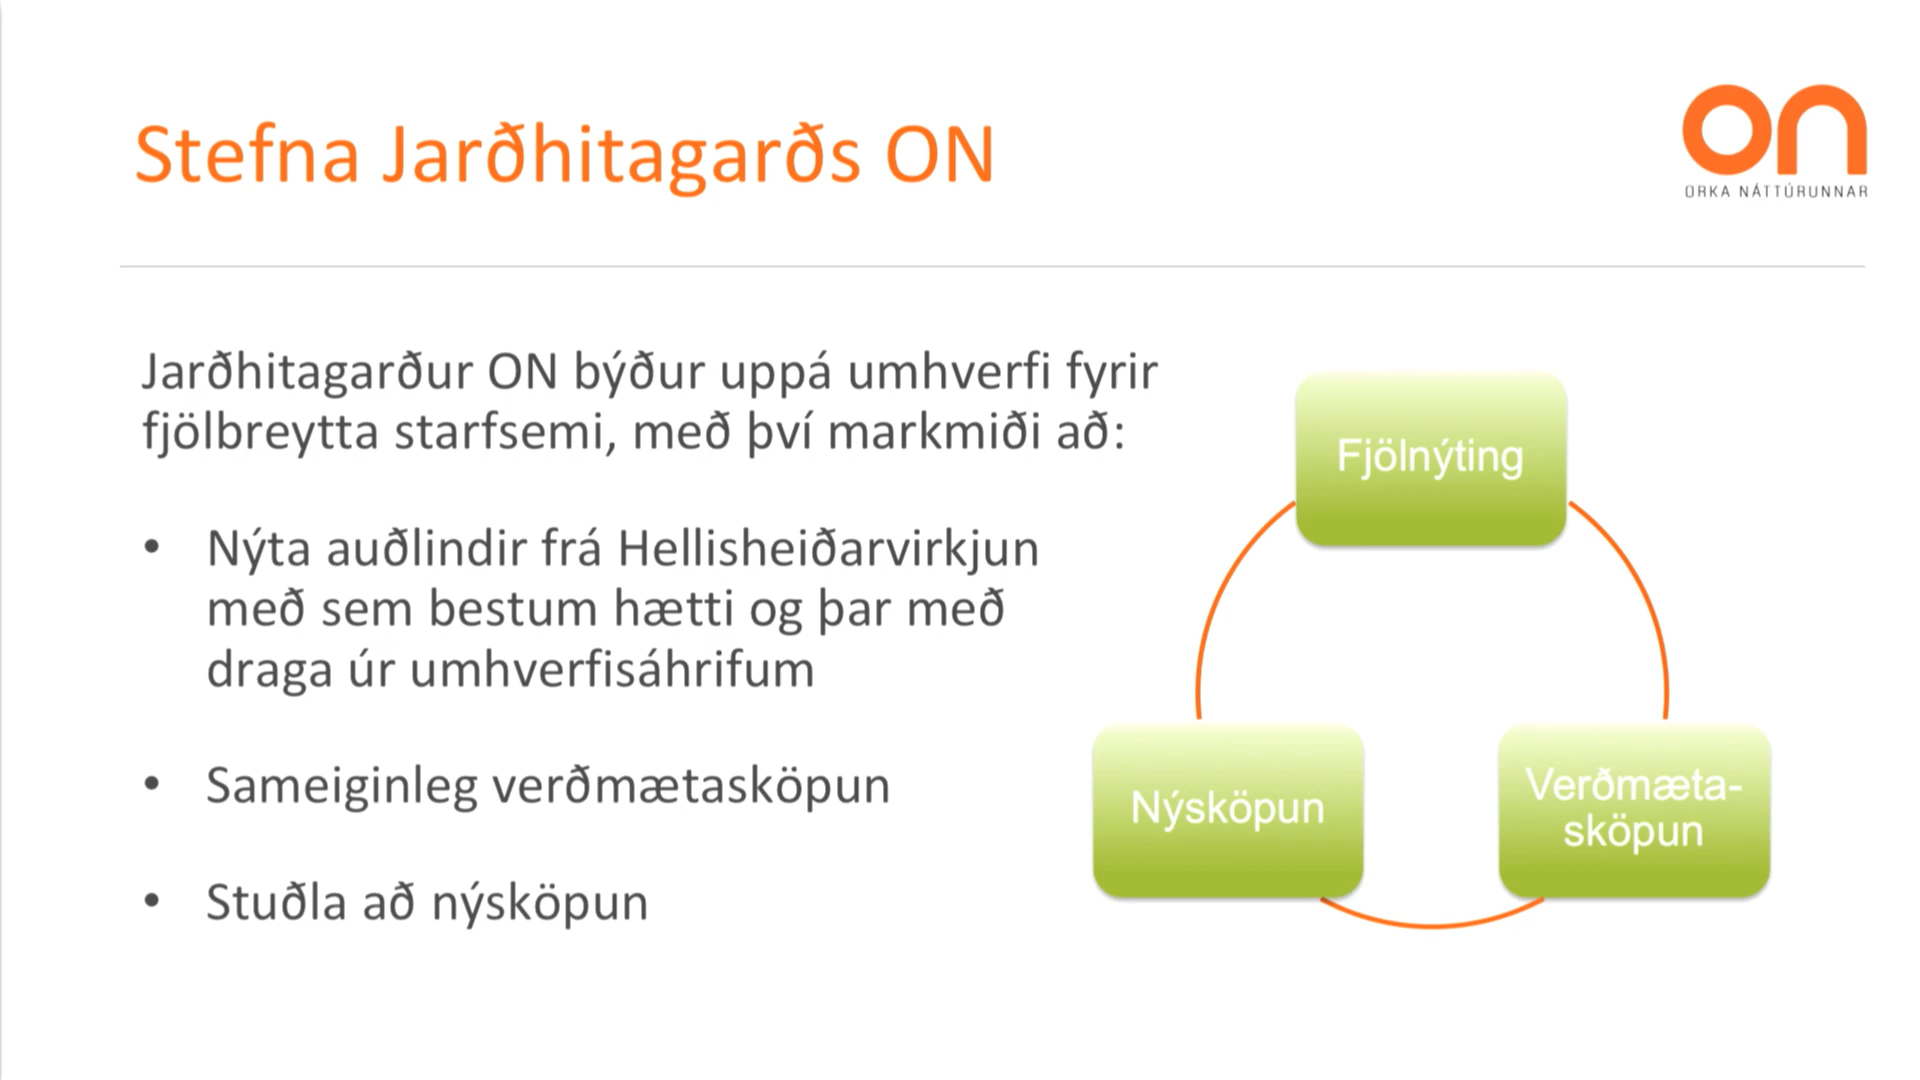 Stefna Jarðhitagarðs ON
on
ORKA NÁTTÚRUNNAR
Jarðhitagarður ON býður uppá umhverfi fyrir
fjölbreytta starfsemi, með því markmiði að:
• Nýta auðlindir frá Hellisheiðarvirkjun
með sem bestum hætti og þar með
draga úr umhverfisáhrifum
• Sameiginleg verðmætasköpun
• Stuðla að nýsköpun
Fjölnýting
Nýsköpun
Verðmæta-
sköpun